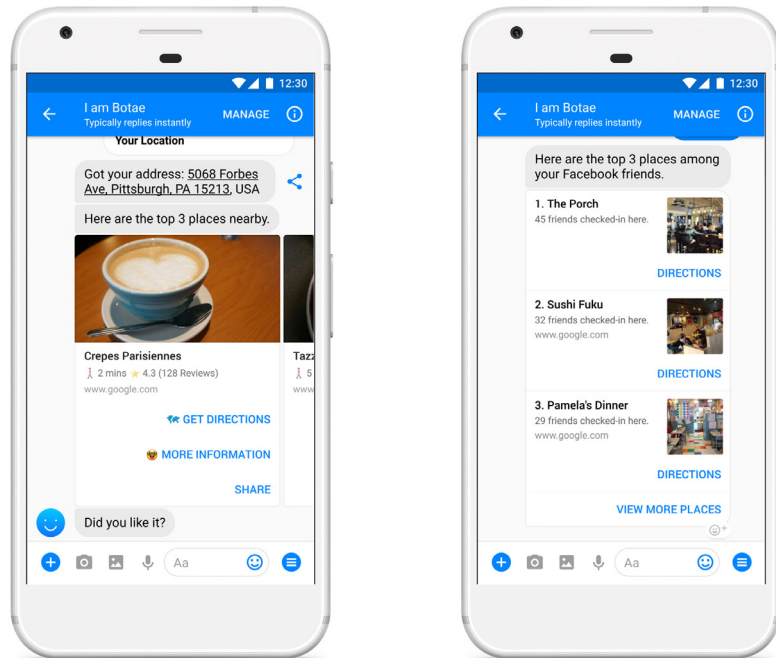 12:30
I am Botae
Typically replies instantly
MANAGE
Your Location
Got your address: 5068 Forbes
Ave, Pittsburgh, PA 15213, USA
Here are the top 3 places nearby.
Crepes Parisiennes
2 mins ⭐ 4.3 (128 Reviews)
www.google.com
GET DIRECTIONS
MORE INFORMATION
SHARE
Tazz
5
www
Did you like it?
Aa
12:30
I am Botae
Typically replies instantly
MANAGE
Here are the top 3 places among
your Facebook friends.
1. The Porch
45 friends checked-in here.
DIRECTIONS
2. Sushi Fuku
32 friends checked-in here.
www.google.com
DIRECTIONS
3. Pamela's Dinner
29 friends checked-in here.
www.google.com
DIRECTIONS
VIEW MORE PLACES
Aa